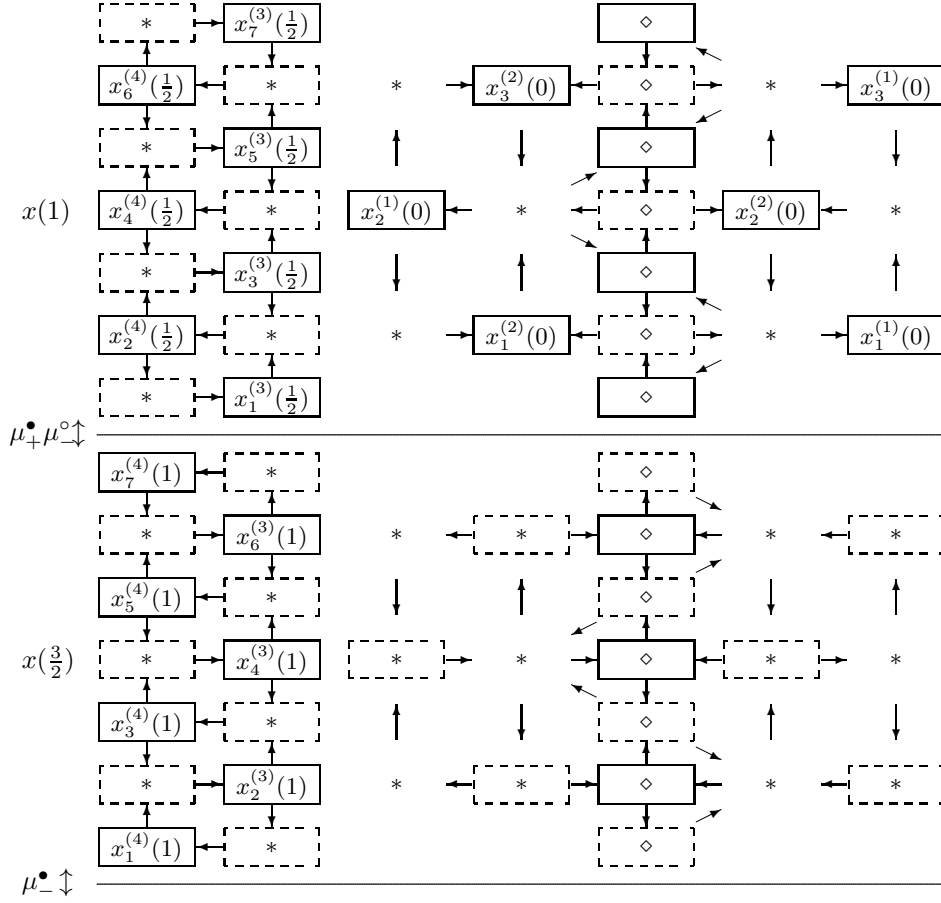 ∗ x_7^{(3)}(1/2) ⋄
x_6^{(4)}(1/2) ∗ ∗ x_3^{(2)}(0) ⋄ ∗ x_3^{(1)}(0)
∗ x_5^{(3)}(1/2) ⋄
x(1) x_4^{(4)}(1/2) ∗ x_2^{(1)}(0) ∗ ⋄ x_2^{(2)}(0) ∗
∗ x_3^{(3)}(1/2) ⋄
x_2^{(4)}(1/2) ∗ ∗ x_1^{(2)}(0) ⋄ ∗ x_1^{(1)}(0)
∗ x_1^{(3)}(1/2) ⋄
μ_+^• μ_-^○ ↕
x_7^{(4)}(1) ∗ ⋄
∗ x_6^{(3)}(1) ∗ ∗ ⋄ ∗ ∗
x_5^{(4)}(1) ∗ ⋄
x(3/2) ∗ x_4^{(3)}(1) ∗ ∗ ⋄ ∗ ∗
x_3^{(4)}(1) ∗ ⋄
∗ x_2^{(3)}(1) ∗ ∗ ⋄ ∗ ∗
x_1^{(4)}(1) ∗ ⋄
μ_-^• ↕